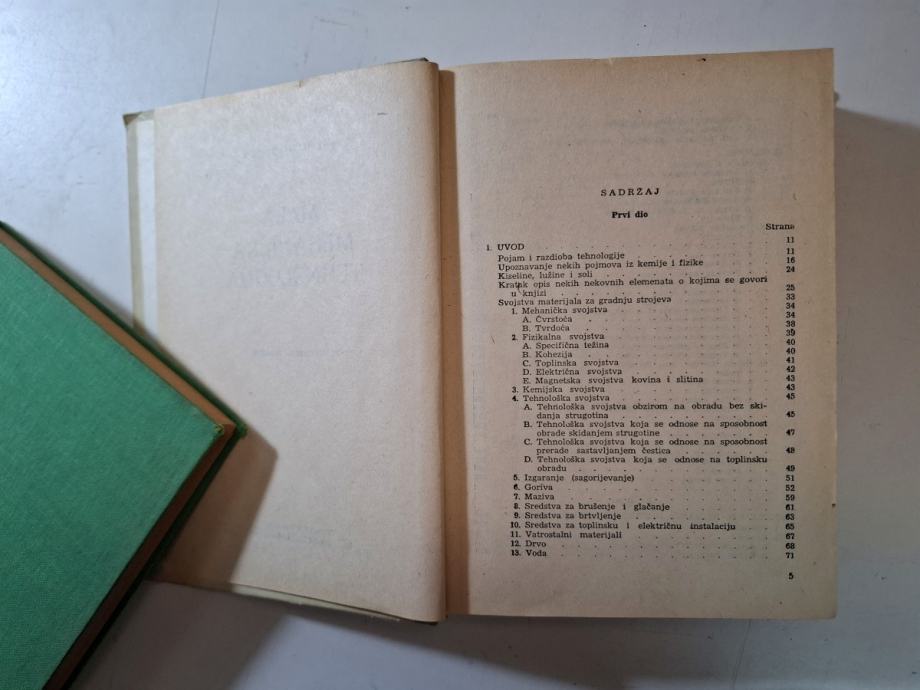 SADRŽAJ
Prvi dio
Strana
1. UVOD . . . . . . . . . . 11
Pojam i razdioba tehnologije . . . . . . . . . . 11
Upoznavanje nekih pojmova iz kemije i fizike . . . . . . . . . . 16
Kiseline, lužine i soli . . . . . . . . . . 24
Kratak opis nekih nekovnih elemenata o kojima se govori
u knjizi . . . . . . . . . . 25
Svojstva materijala za gradnju strojeva . . . . . . . . . . 33
1. Mehanička svojstva . . . . . . . . . . 34
A. Čvrstoća . . . . . . . . . . 34
B. Tvrdoća . . . . . . . . . . 38
2. Fizikalna svojstva . . . . . . . . . . 39
A. Specifična težina . . . . . . . . . . 40
B. Kohezija . . . . . . . . . . 40
C. Toplinska svojstva . . . . . . . . . . 41
D. Električna svojstva . . . . . . . . . . 42
E. Magnetska svojstva kovina i slitina . . . . . . . . . . 43
3. Kemijska svojstva . . . . . . . . . . 43
4. Tehnološka svojstva . . . . . . . . . . 45
A. Tehnološka svojstva obzirom na obradu bez ski-
danja strugotina . . . . . . . . . . 45
B. Tehnološka svojstva koja se odnose na sposobnost
obrade skidanjem strugotine . . . . . . . . . . 47
C. Tehnološka svojstva koja se odnose na sposobnost
prerade sastavljanjem čestica . . . . . . . . . . 48
D. Tehnološka svojstva koja se odnose na toplinsku
obradu . . . . . . . . . . 49
5. Izgaranje (sagorijevanje) . . . . . . . . . . 51
6. Goriva . . . . . . . . . . 52
7. Maziva . . . . . . . . . . 59
8. Sredstva za brušenje i glačanje . . . . . . . . . . 61
9. Sredstva za brtvljenje . . . . . . . . . . 63
10. Sredstva za toplinsku i električnu instalaciju . . . . . . . . . . 65
11. Vatrostalni materijali . . . . . . . . . . 67
12. Drvo . . . . . . . . . . 68
13. Voda . . . . . . . . . . 71
5